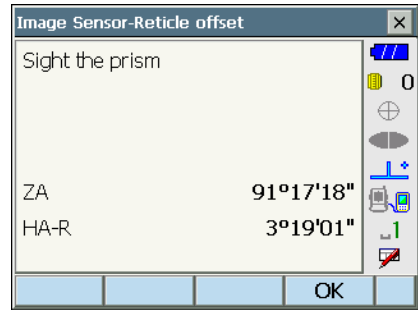 Image Sensor-Reticle offset
Sight the prism
0
ZA 91°17'18"
HA-R 3°19'01"
1
OK